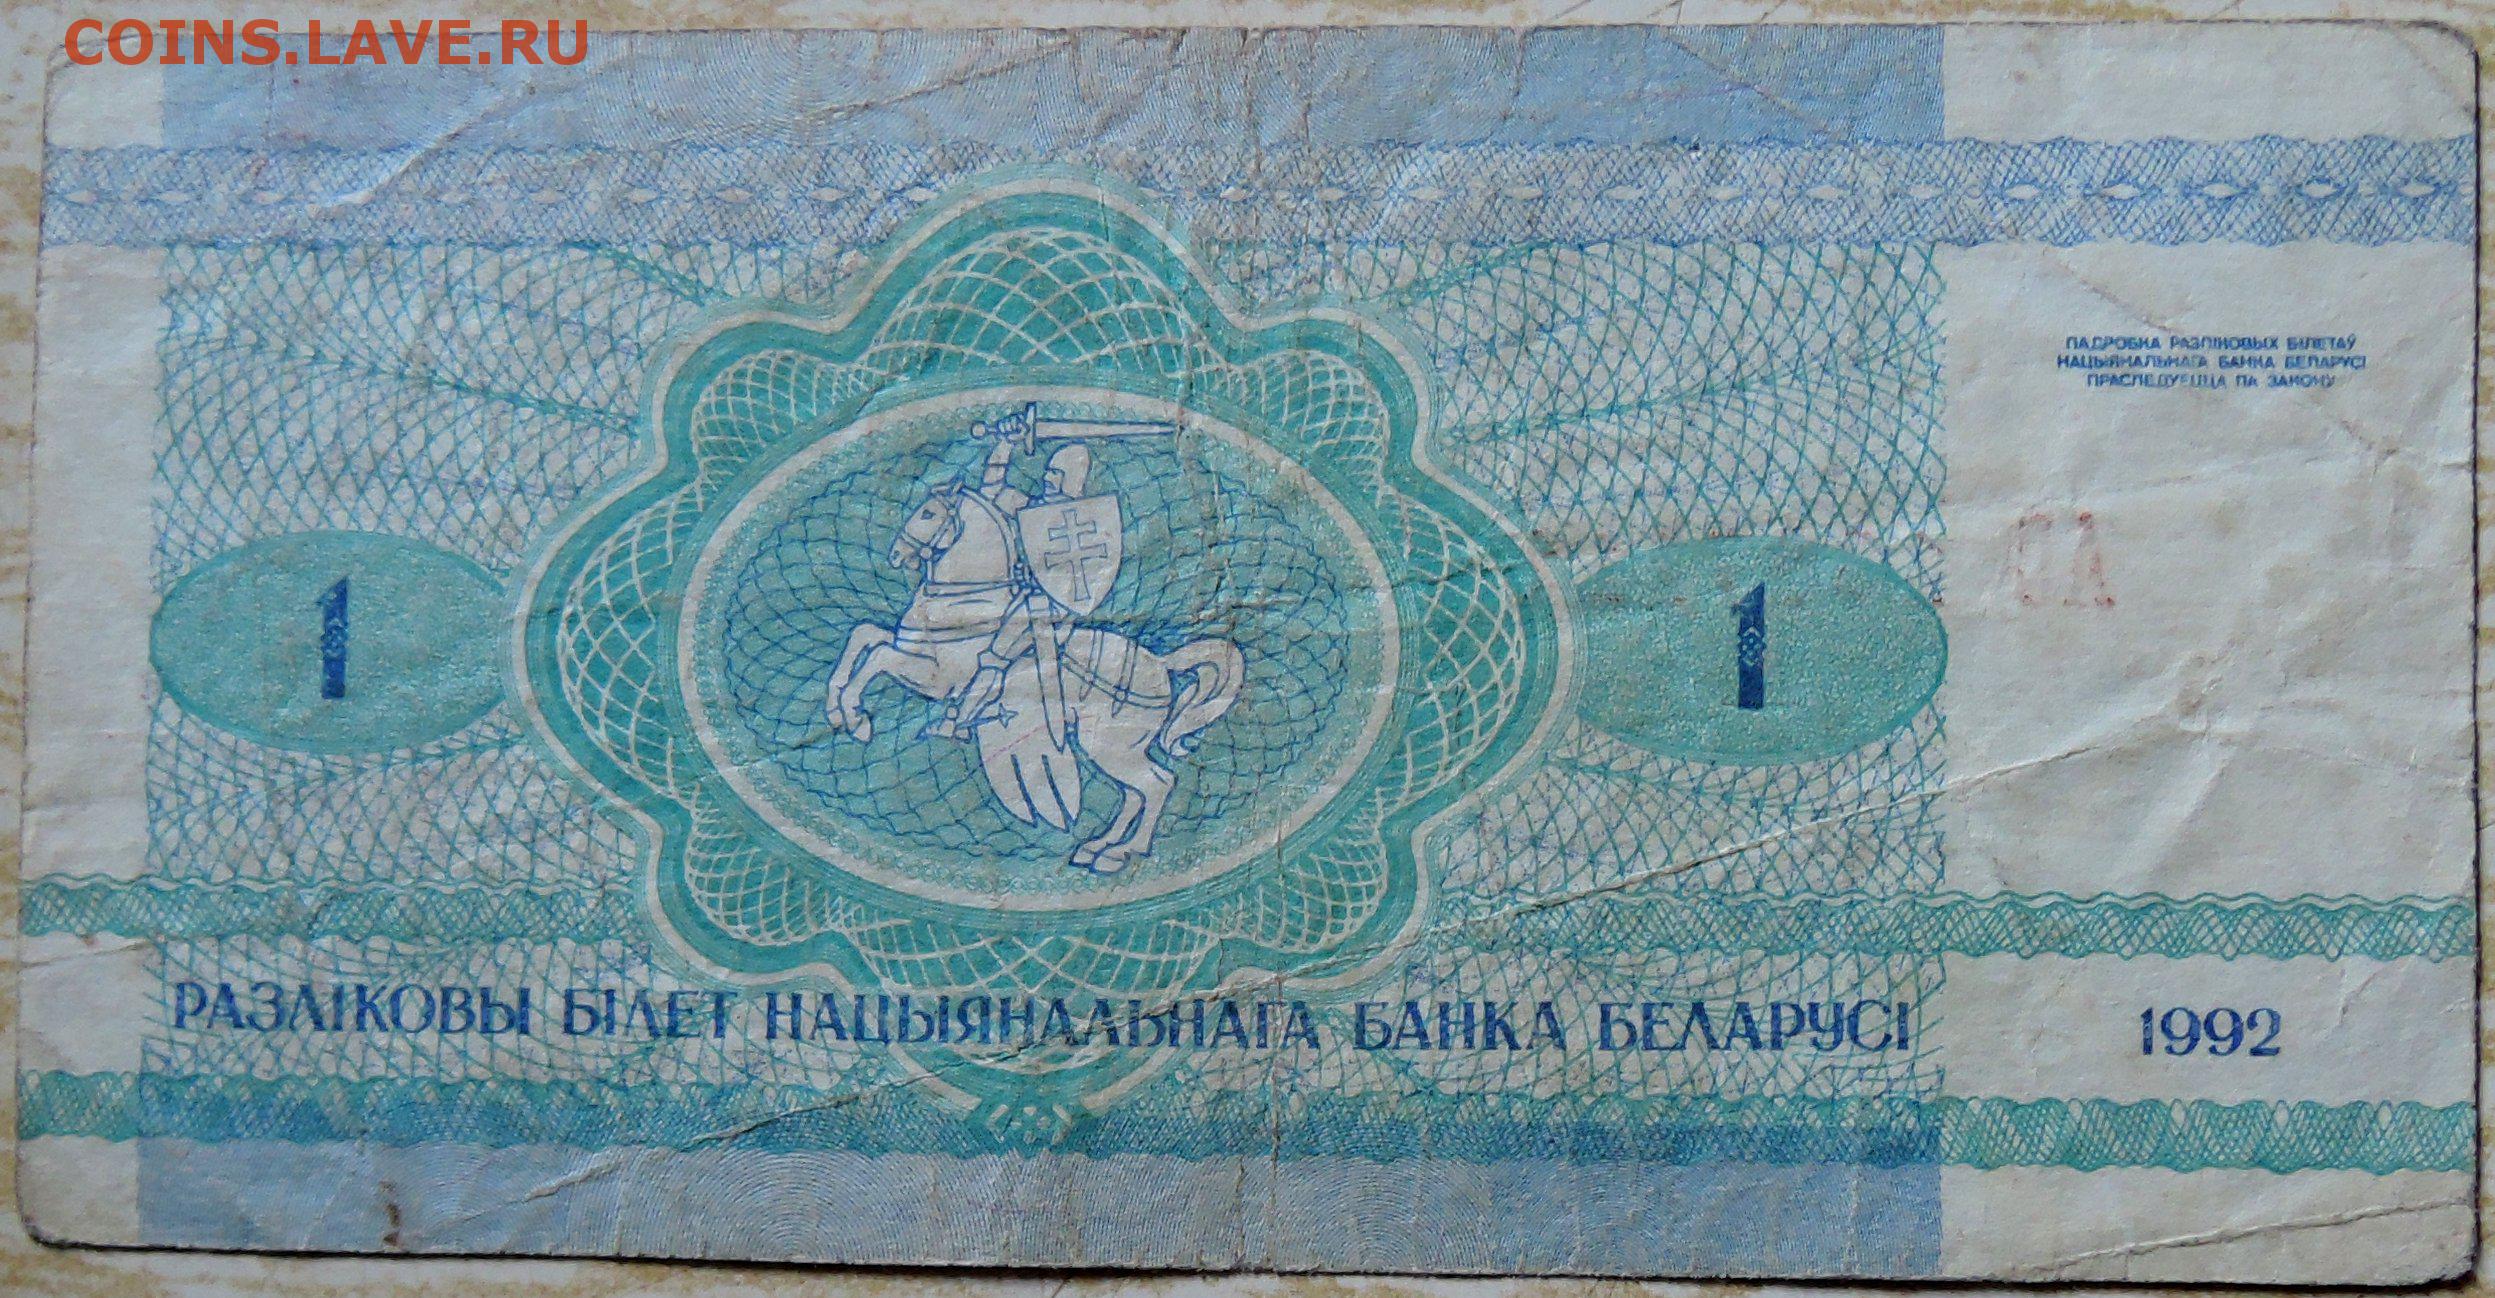 COINS.LAVE.RU
ПАДРОБКА РАЗЛІКОВЫХ БІЛЕТАЎ
НАЦЫЯНАЛЬНАГА БАНКА БЕЛАРУСІ
ПРАСЛЕДУЕЦЦА ПА ЗАКОНУ
1
1
РАЗЛІКОВЫ БІЛЕТ НАЦЫЯНАЛЬНАГА БАНКА БЕЛАРУСІ
1992